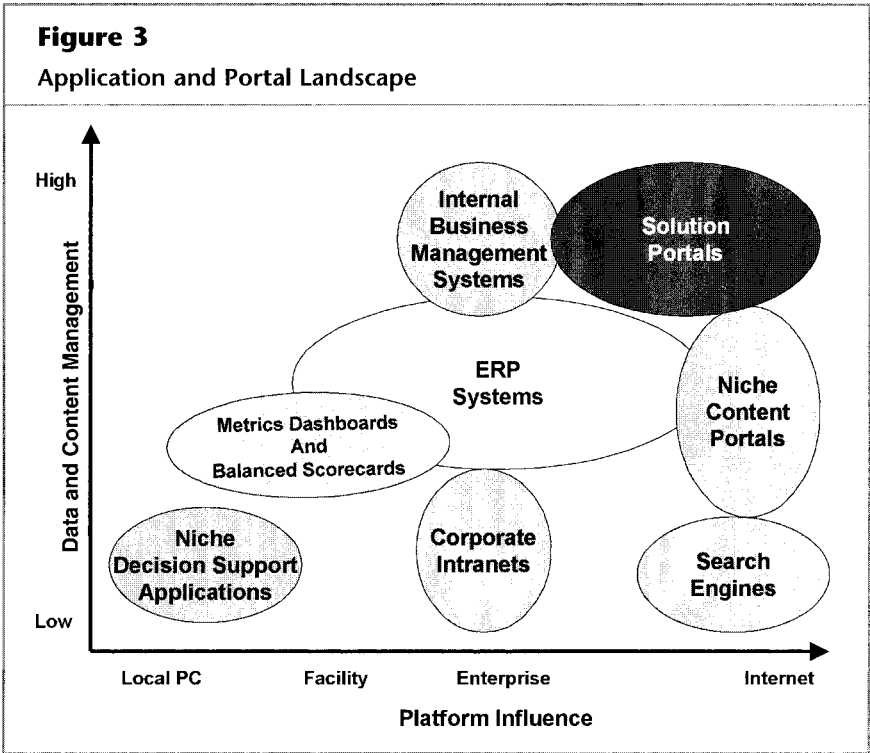 Figure 3
Application and Portal Landscape
High
Data and Content Management
Low
Internal
Business
Management
Systems
Solution
Portals
ERP
Systems
Niche
Content
Portals
Metrics Dashboards
And
Balanced Scorecards
Niche
Decision Support
Applications
Corporate
Intranets
Search
Engines
Local PC
Facility
Enterprise
Internet
Platform Influence